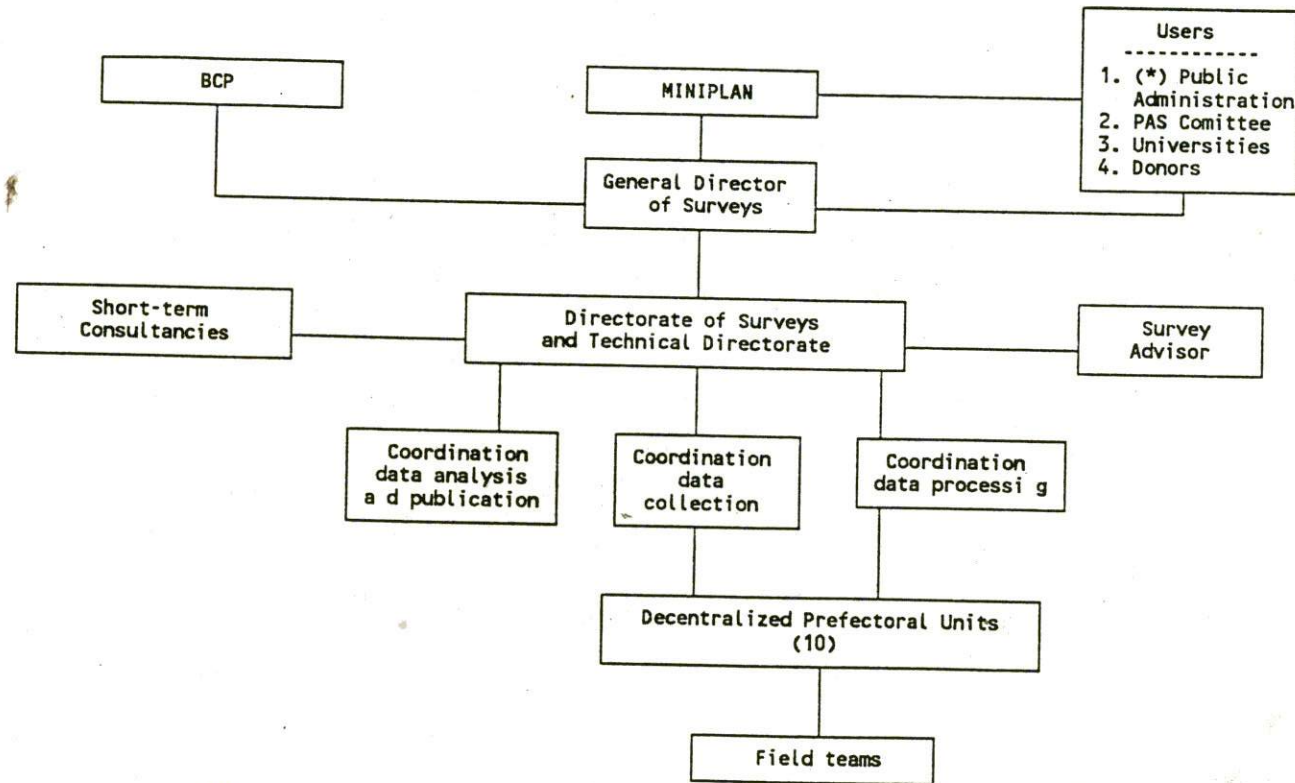 BCP
MINIPLAN
Users
------------
1. (*) Public
Administration
2. PAS Comittee
3. Universities
4. Donors
General Director
of Surveys
Short-term
Consultancies
Directorate of Surveys
and Technical Directorate
Survey
Advisor
Coordination
data analysis
a d publication
Coordination
data
collection
Coordination
data processi g
Decentralized Prefectoral Units
(10)
Field teams